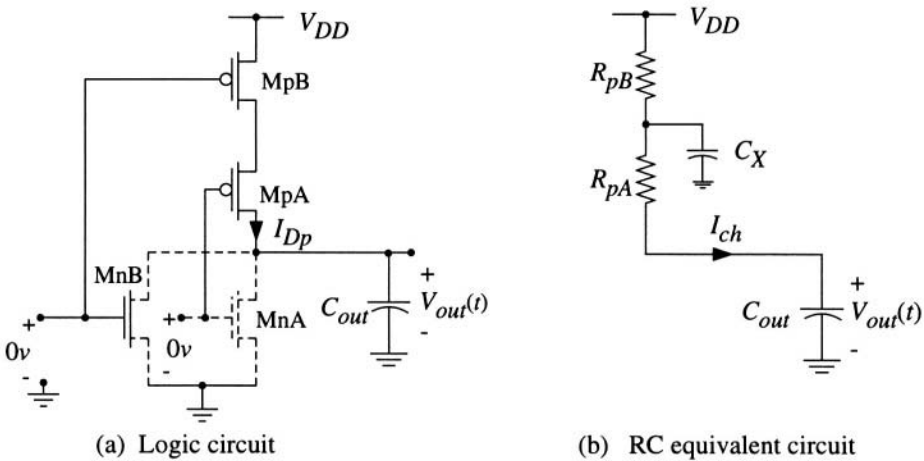 V_DD
MpB
MpA
I_Dp
MnB
+
0v
-
+
0v
-
MnA
C_out
+
V_out(t)
-
(a) Logic circuit
V_DD
R_pB
C_X
R_pA
I_ch
C_out
+
V_out(t)
-
(b) RC equivalent circuit